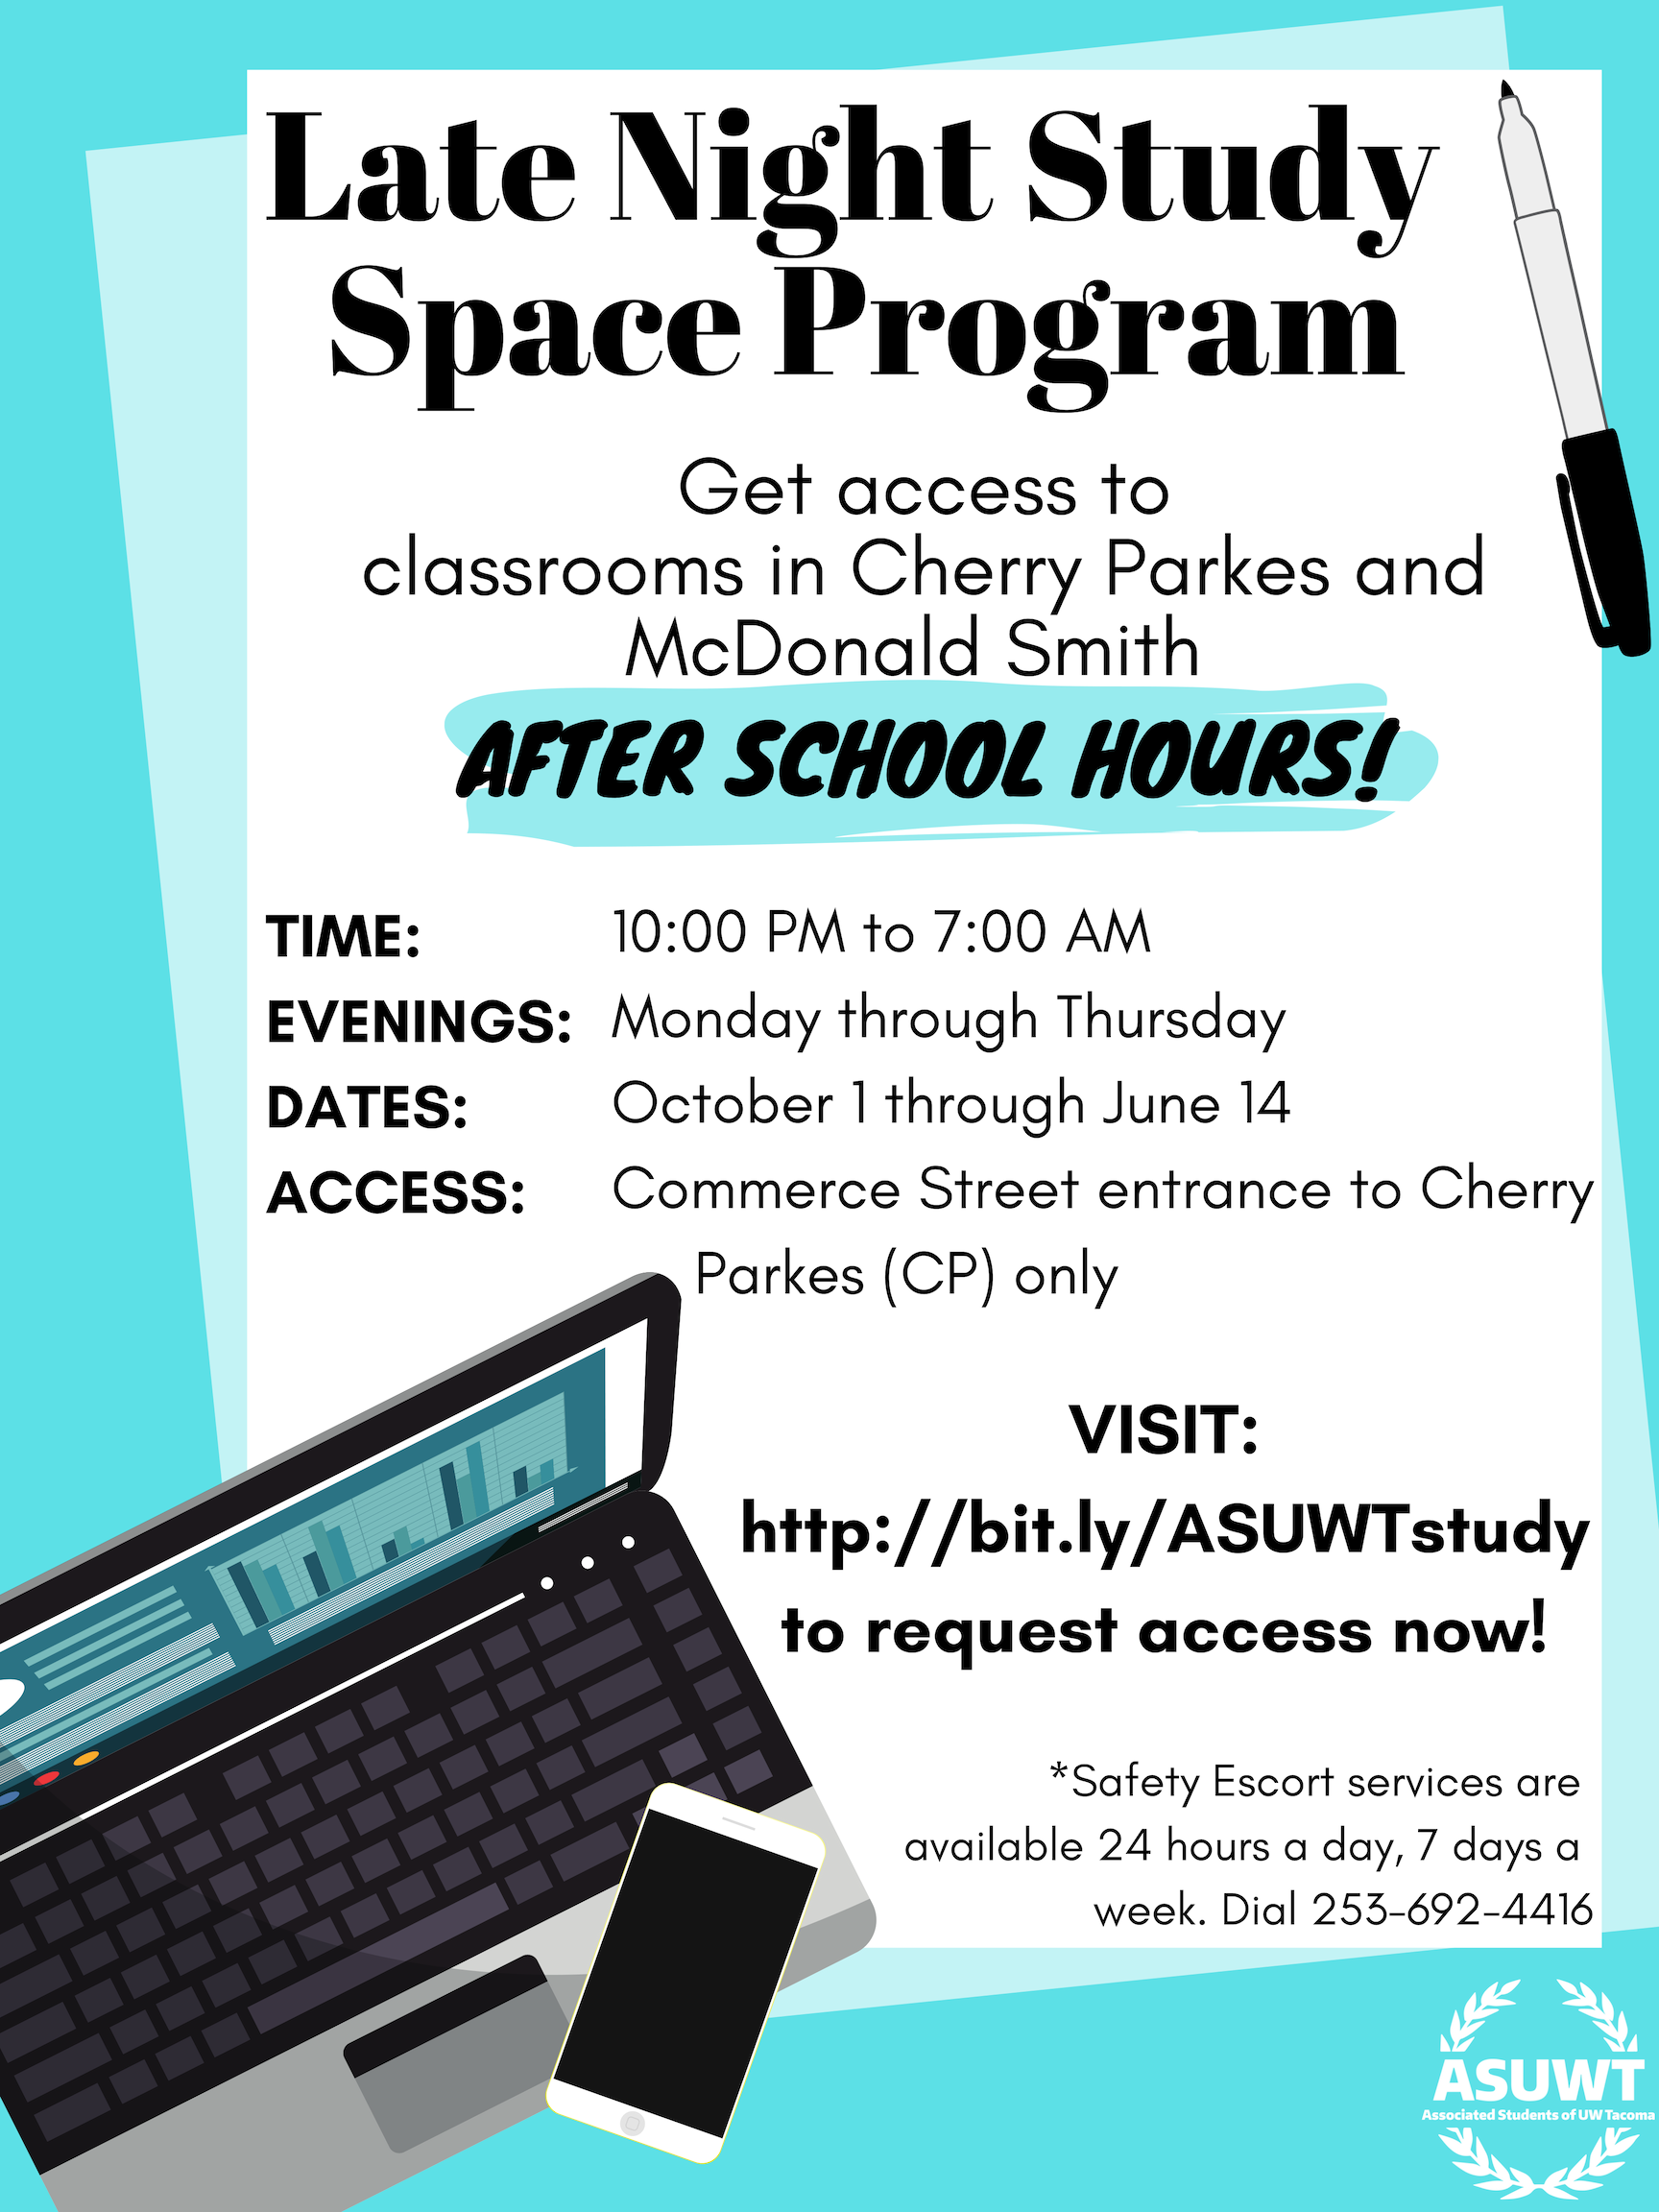 Late Night Study
Space Program
Get access to
classrooms in Cherry Parkes and
McDonald Smith
AFTER SCHOOL HOURS!
TIME: 10:00 PM to 7:00 AM
EVENINGS: Monday through Thursday
DATES: October 1 through June 14
ACCESS: Commerce Street entrance to Cherry
Parkes (CP) only
VISIT:
http://bit.ly/ASUWTstudy
to request access now!
*Safety Escort services are
available 24 hours a day, 7 days a
week. Dial 253-692-4416
ASUWT
Associated Students of UW Tacoma